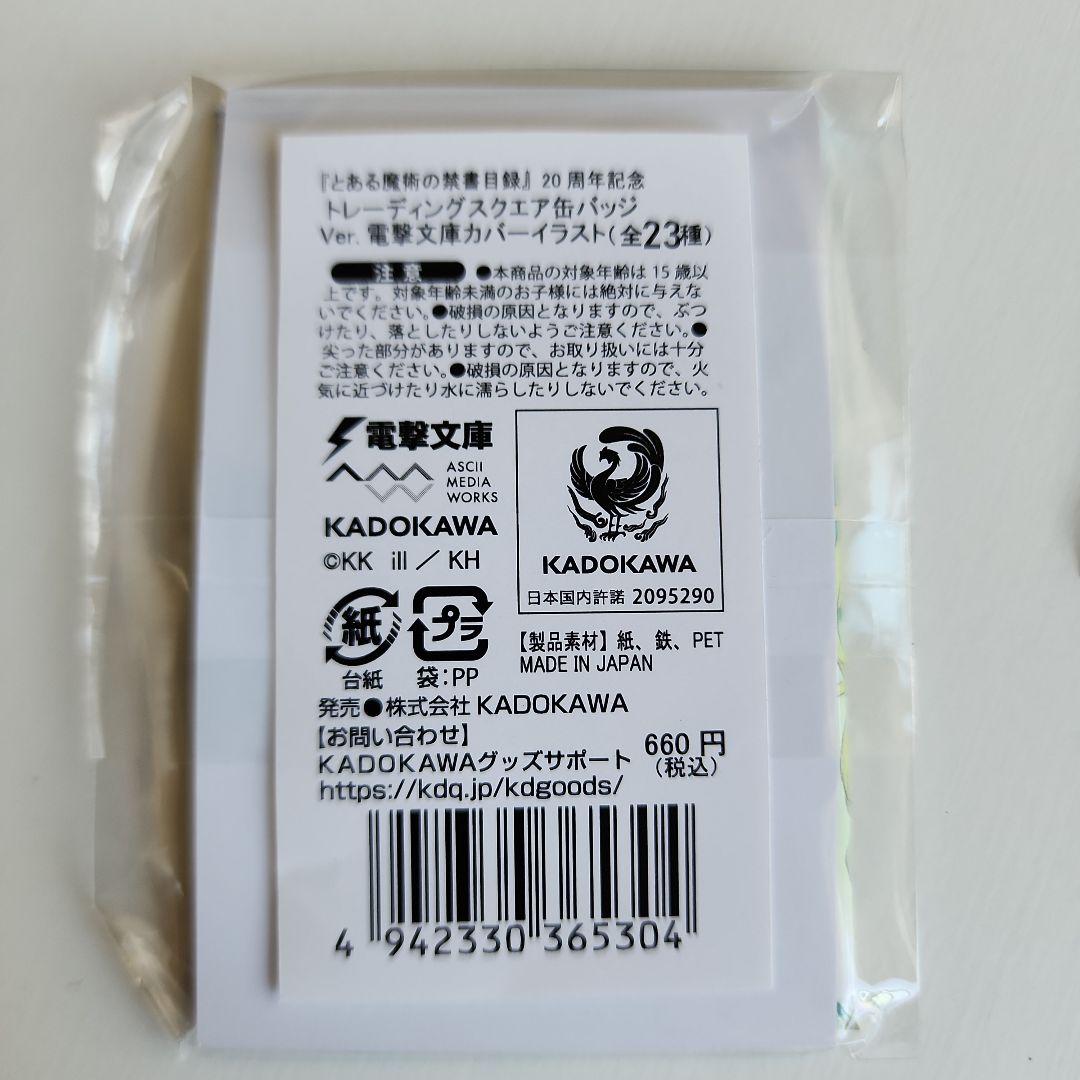 『とある魔術の禁書目録』 20 周年記念
トレーディングスクエア缶バッジ
Ver. 電撃文庫カバーイラスト(全23種)
注意 ●本商品の対象年齢は 15 歳以
上です。対象年齢未満のお子様には絶対に与えな
いでください。●破損の原因となりますので、ぶつ
けたり、落としたりしないようご注意ください。●
尖った部分がありますので、お取り扱いには十分
ご注意ください。●破損の原因となりますので、火
気に近づけたり水に濡らしたりしないでください。
電撃文庫
ASCII
MEDIA
WORKS
KADOKAWA
©KK ill / KH
KADOKAWA
日本国内許諾 2095290
紙
台紙
プラ
袋:PP
【製品素材】紙、鉄、PET
MADE IN JAPAN
発売●株式会社 KADOKAWA
【お問い合わせ】
KADOKAWAグッズサポート
https://kdq.jp/kdgoods/
660 円
(税込)
4 942330 365304